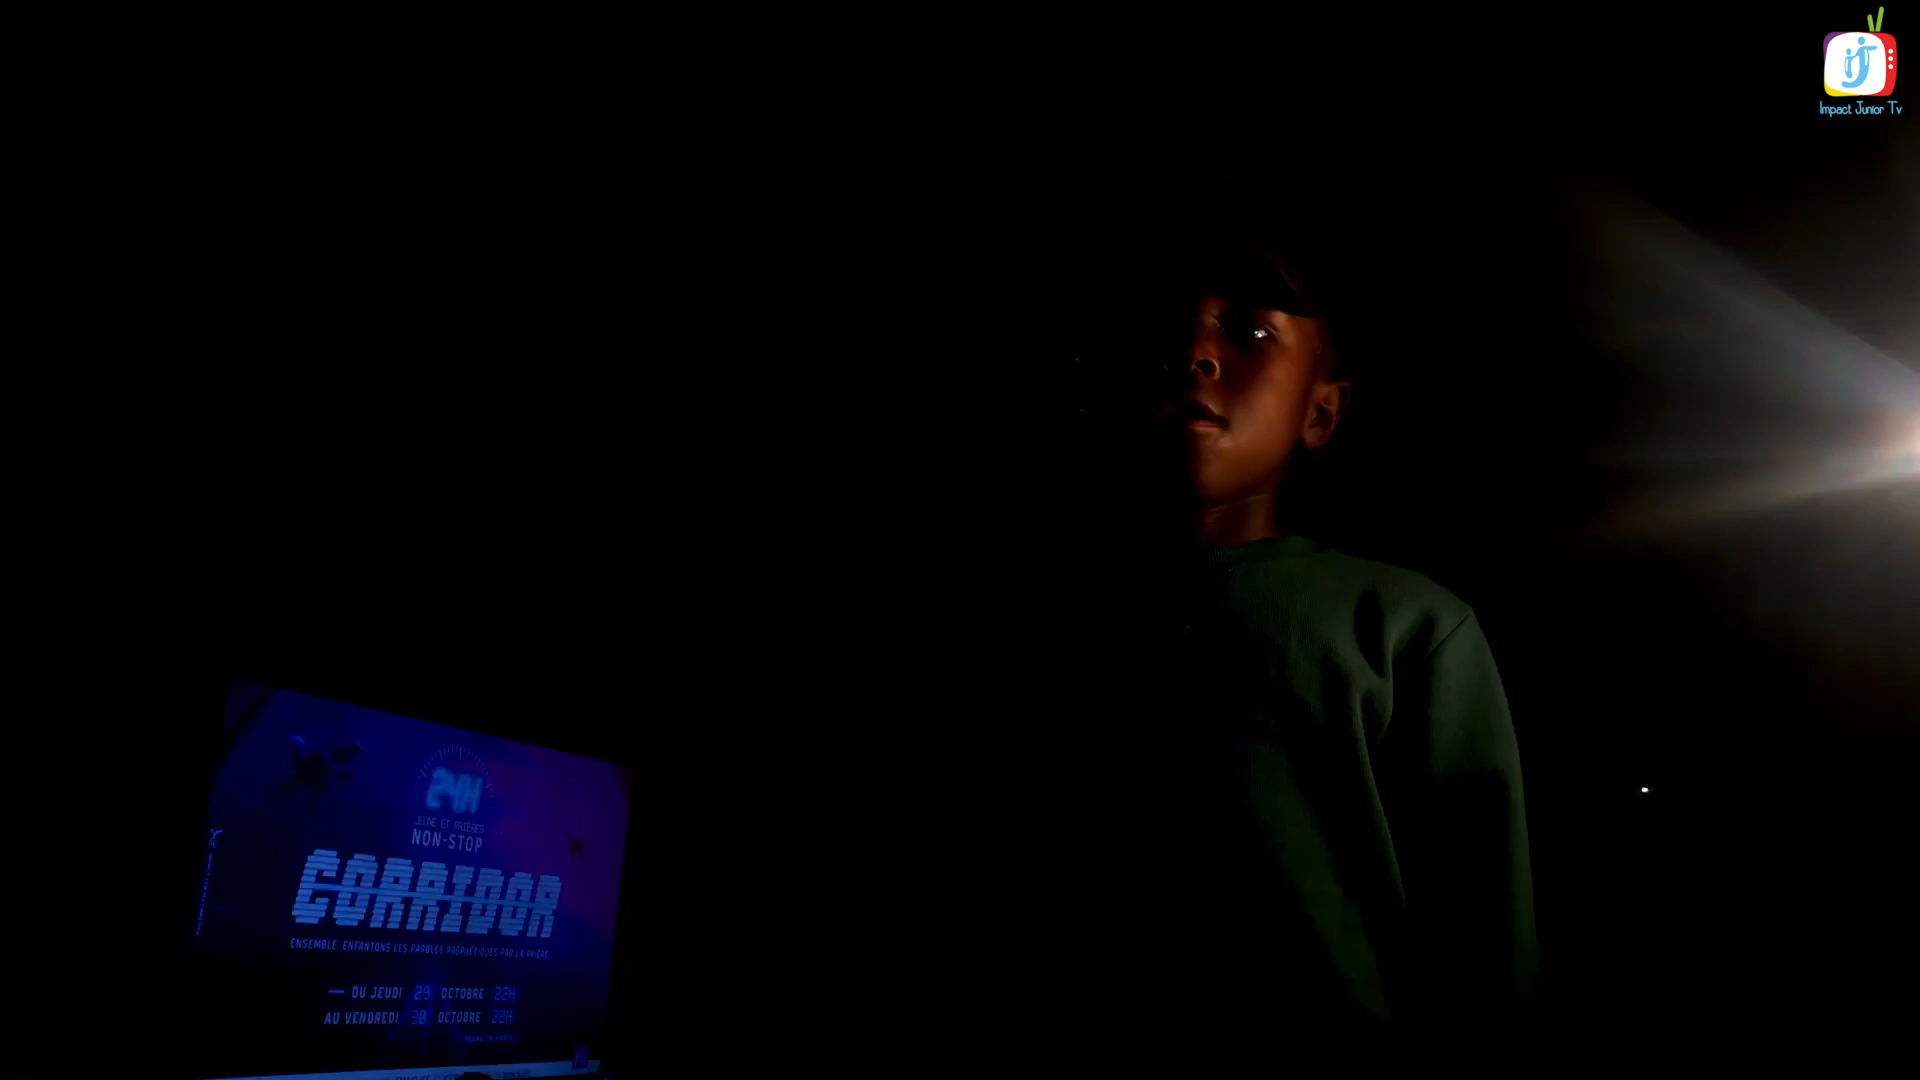 Impact Junior Tv
24H
JEUNE ET PRIÈRES
NON-STOP
CORRIDOR
ENSEMBLE, ENFANTONS LES PAROLES PROPHÉTIQUES PAR LA PRIÈRE
DU JEUDI 29 OCTOBRE 22H
AU VENDREDI 30 OCTOBRE 22H